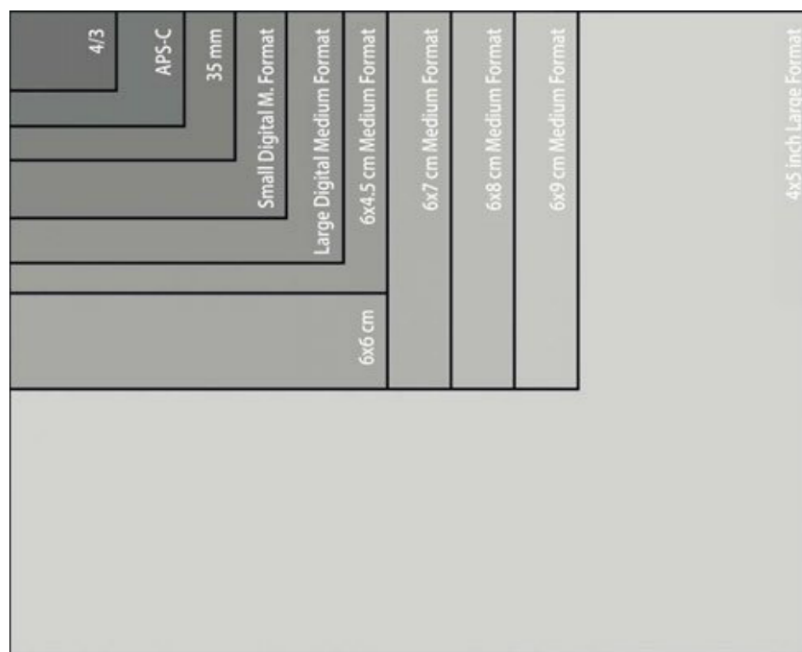 4/3
APS-C
35 mm
Small Digital M. Format
Large Digital Medium Format
6x4.5 cm Medium Format
6x6 cm
6x7 cm Medium Format
6x8 cm Medium Format
6x9 cm Medium Format
4x5 inch Large Format